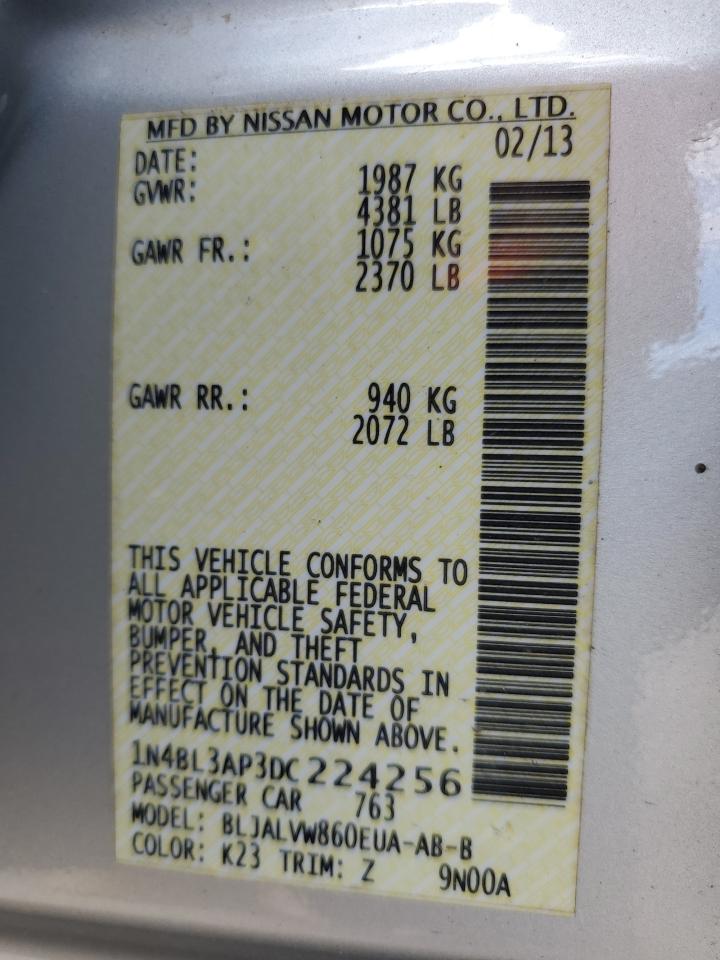 MFD BY NISSAN MOTOR CO., LTD.
DATE: 02/13
GVWR: 1987 KG
4381 LB
GAWR FR.: 1075 KG
2370 LB
GAWR RR.: 940 KG
2072 LB
THIS VEHICLE CONFORMS TO
ALL APPLICABLE FEDERAL
MOTOR VEHICLE SAFETY,
BUMPER, AND THEFT
PREVENTION STANDARDS IN
EFFECT ON THE DATE OF
MANUFACTURE SHOWN ABOVE.
1N4BL3AP3DC224256
PASSENGER CAR 763
MODEL: BLJALVW860EUA-AB-B
COLOR: K23 TRIM: Z 9N00A